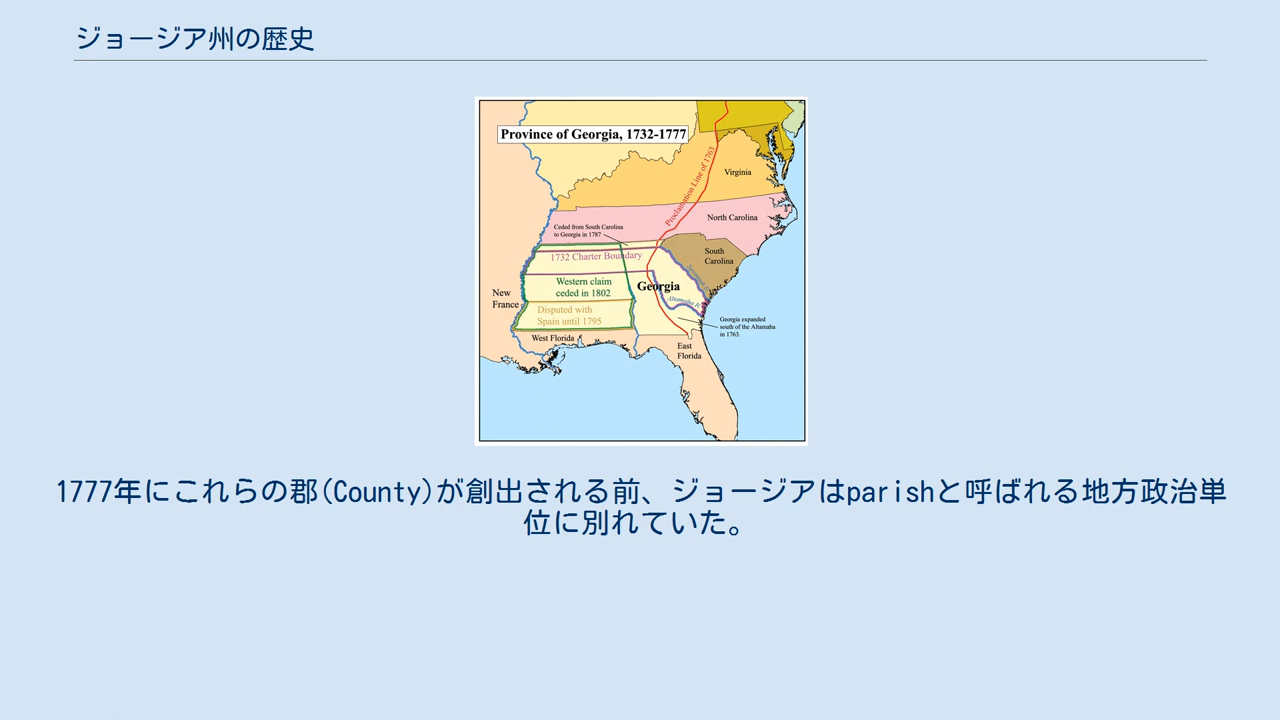 ジョージア州の歴史
Province of Georgia, 1732-1777
Proclamation Line of 1763
Virginia
North Carolina
Ceded from South Carolina
to Georgia in 1787
South
Carolina
1732 Charter Boundary
Western claim
ceded in 1802
Georgia
New
France
Altamaha R.
Disputed with
Spain until 1795
Georgia expanded
south of the Altamaha
in 1763.
West Florida
East
Florida
1777年にこれらの郡(County)が創出される前、ジョージアはparishと呼ばれる地方政治単
位に別れていた。